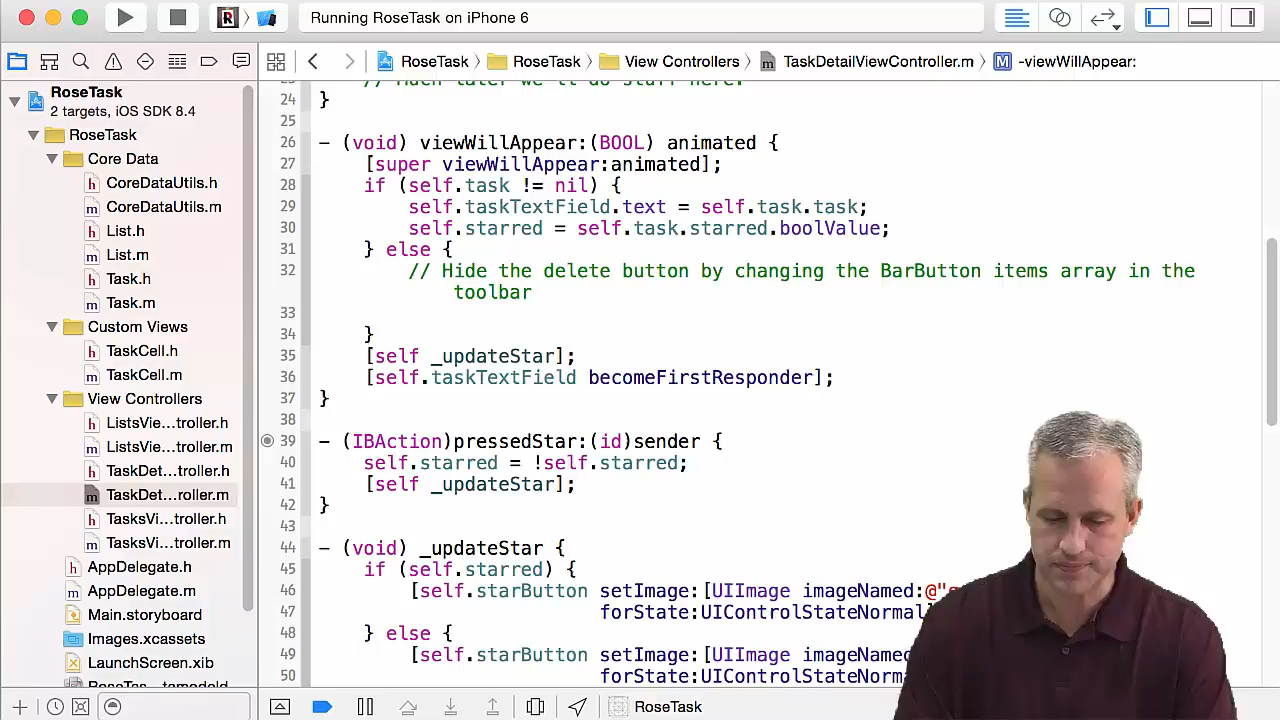 Running RoseTask on iPhone 6
RoseTask
RoseTask
View Controllers
TaskDetailViewController.m
M
-viewWillAppear:
RoseTask
2 targets, iOS SDK 8.4
RoseTask
Core Data
h CoreDataUtils.h
m CoreDataUtils.m
h List.h
m List.m
h Task.h
m Task.m
Custom Views
h TaskCell.h
m TaskCell.m
View Controllers
h ListsVie...troller.h
m ListsVie...troller.m
h TaskDet...troller.h
m TaskDet...roller.m
h TasksVi...troller.h
m TasksVi...troller.m
h AppDelegate.h
m AppDelegate.m
Main.storyboard
Images.xcassets
LaunchScreen.xib
// Much later we'll do stuff here.
24 }
25
26 - (void) viewWillAppear:(BOOL) animated {
27 [super viewWillAppear:animated];
28 if (self.task != nil) {
29 self.taskTextField.text = self.task.task;
30 self.starred = self.task.starred.boolValue;
31 } else {
32 // Hide the delete button by changing the BarButton items array in the
toolbar
33
34 }
35 [self _updateStar];
36 [self.taskTextField becomeFirstResponder];
37 }
38
39 - (IBAction)pressedStar:(id)sender {
40 self.starred = !self.starred;
41 [self _updateStar];
42 }
43
44 - (void) _updateStar {
45 if (self.starred) {
46 [self.starButton setImage:[UIImage imageNamed:@"
47 forState:UIControlStateNormal]
48 } else {
49 [self.starButton setImage:[UIImage imageNamed
50 forState:UIControlStateNorma
RoseTask